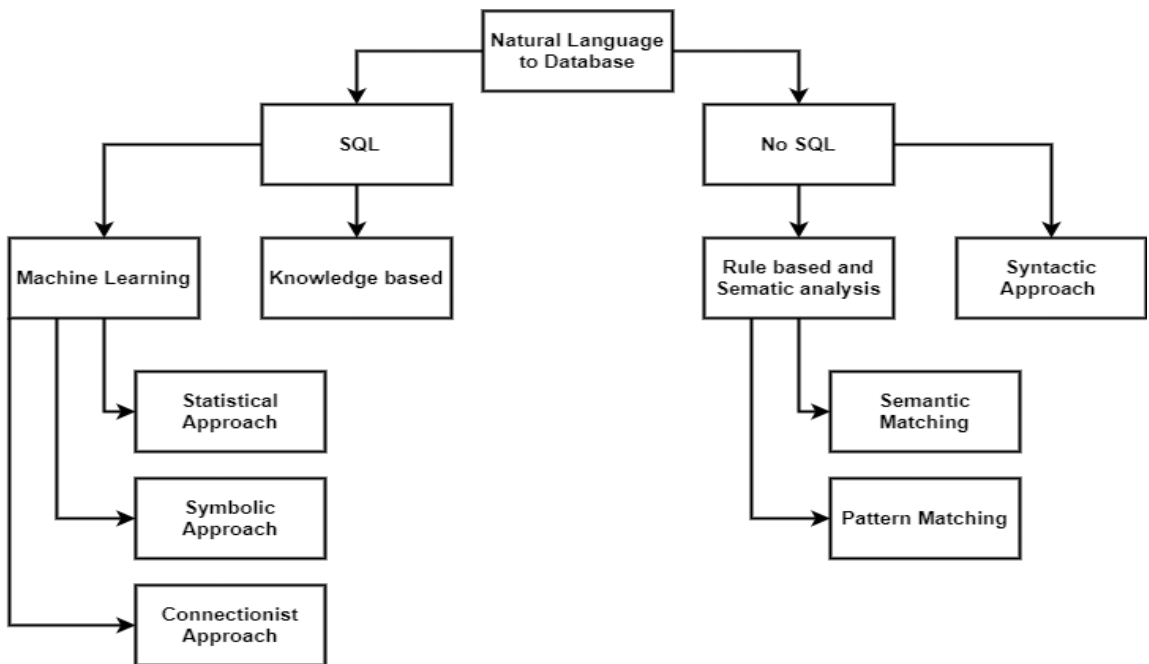 Natural Language
to Database
SQL
No SQL
Machine Learning
Knowledge based
Rule based and
Sematic analysis
Syntactic
Approach
Statistical
Approach
Semantic
Matching
Symbolic
Approach
Pattern Matching
Connectionist
Approach